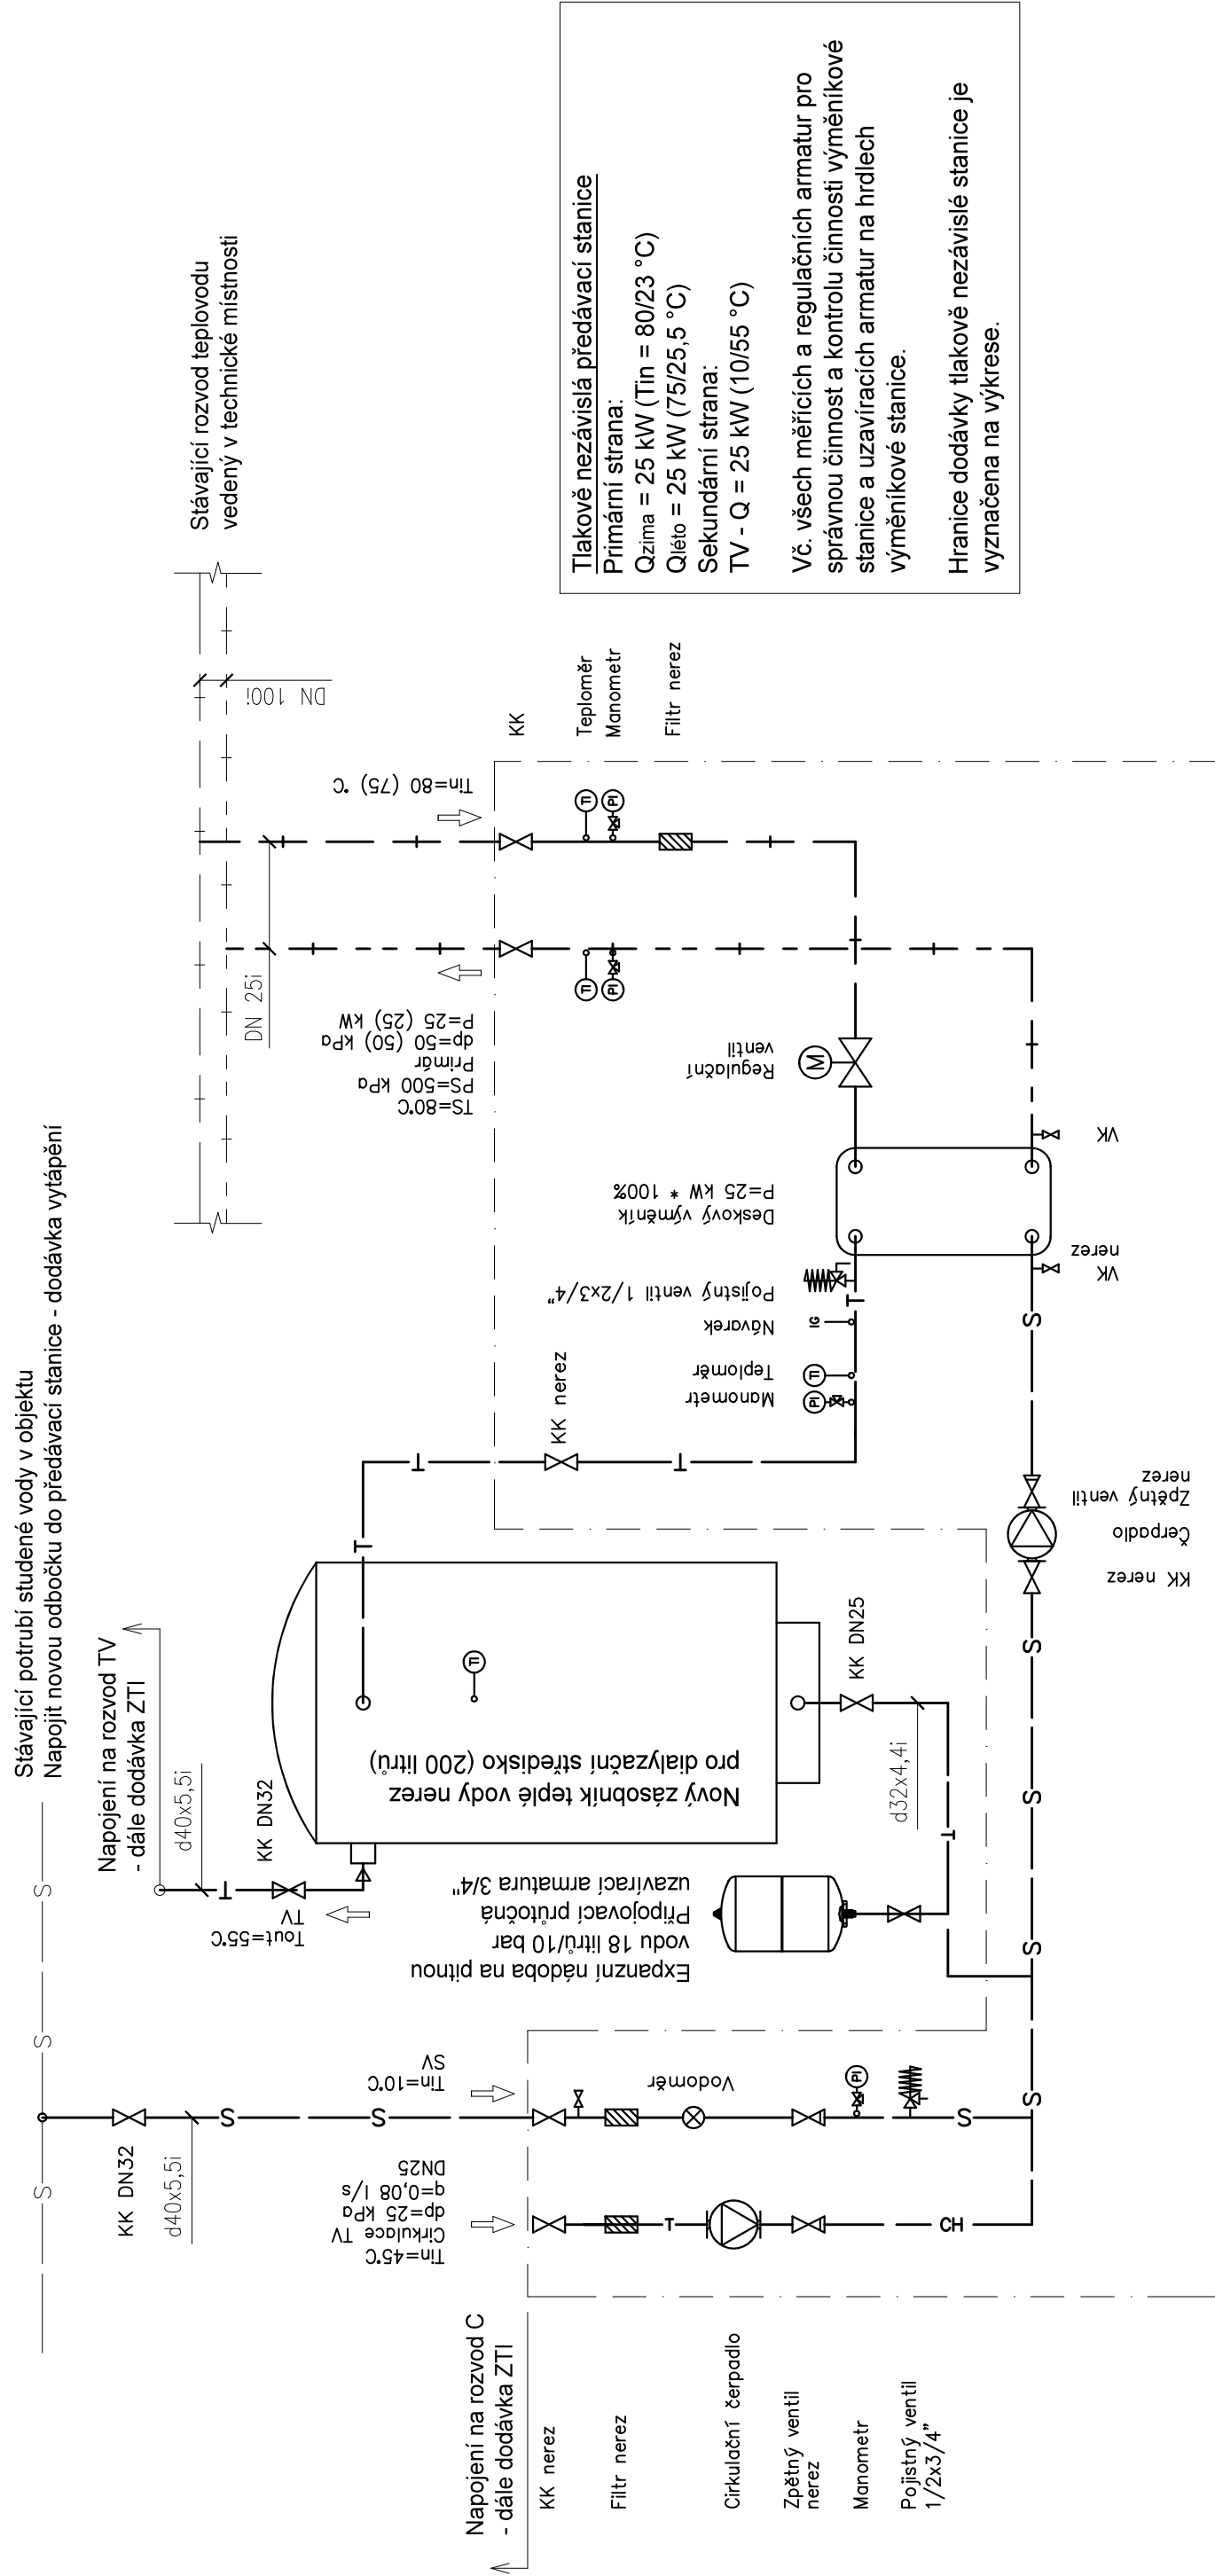 Stávající potrubí studené vody v objektu
Napojit novou odbočku do předávací stanice - dodávka vytápění
Stávající rozvod teplovodu
vedený v technické místnosti
DN 100i
DN 25i
Tin=80 (75) °C
TS=80°C
PS=500 kPa
Primár
dp=50 (50) kPa
P=25 (25) kW
KK
Teploměr
Manometr
Filtr nerez
TI
PI
TI
PI
Tlakově nezávislá předávací stanice
Primární strana:
Qzima = 25 kW (Tin = 80/23 °C)
Qléto = 25 kW (75/25,5 °C)
Sekundární strana:
TV - Q = 25 kW (10/55 °C)
Vč. všech měřících a regulačních armatur pro
správnou činnost a kontrolu činnosti výměníkové
stanice a uzavíracích armatur na hrdlech
výměníkové stanice.
Hranice dodávky tlakově nezávislé stanice je
vyznačena na výkrese.
Regulační
ventil
M
Deskový výměník
P=25 kW * 100%
VK
VK
nerez
Pojistný ventil 1/2x3/4"
Návarek
IG
Teploměr
TI
Manometr
PI
T
KK nerez
T
T
T
S
Zpětný ventil
nerez
Čerpadlo
KK nerez
S
S
S
S
Napojení na rozvod TV
- dále dodávka ZTI
d40x5,5i
KK DN32
T
Tout=55°C
TV
TI
Nový zásobník teplé vody nerez
pro dialyzační středisko (200 litrů)
KK DN25
d32x4,4i
T
Expanzní nádoba na pitnou
vodu 18 litrů/10 bar
Připojovací průtočná
uzavírací armatura 3/4"
S
S
S
KK DN32
d40x5,5i
S
S
Tin=10°C
SV
Vodoměr
PI
S
Tin=45°C
Cirkulace TV
dp=25 kPa
q=0,08 l/s
DN25
T
CH
Napojení na rozvod C
- dále dodávka ZTI
KK nerez
Filtr nerez
Cirkulační čerpadlo
Zpětný ventil
nerez
Manometr
Pojistný ventil
1/2x3/4"